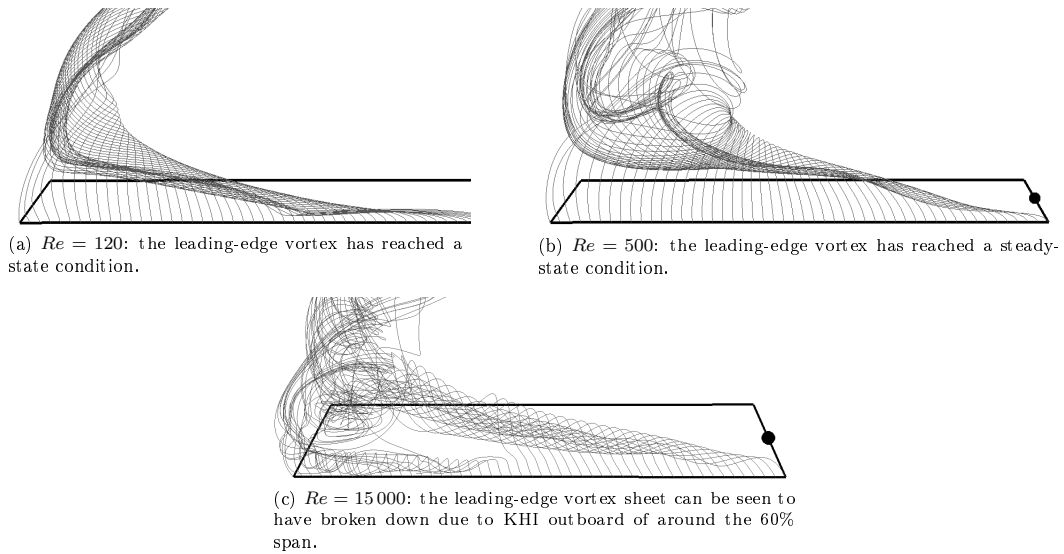 (a) Re = 120: the leading-edge vortex has reached a
state condition.
(b) Re = 500: the leading-edge vortex has reached a steady-
state condition.
(c) Re = 15 000: the leading-edge vortex sheet can be seen to
have broken down due to KHI outboard of around the 60%
span.